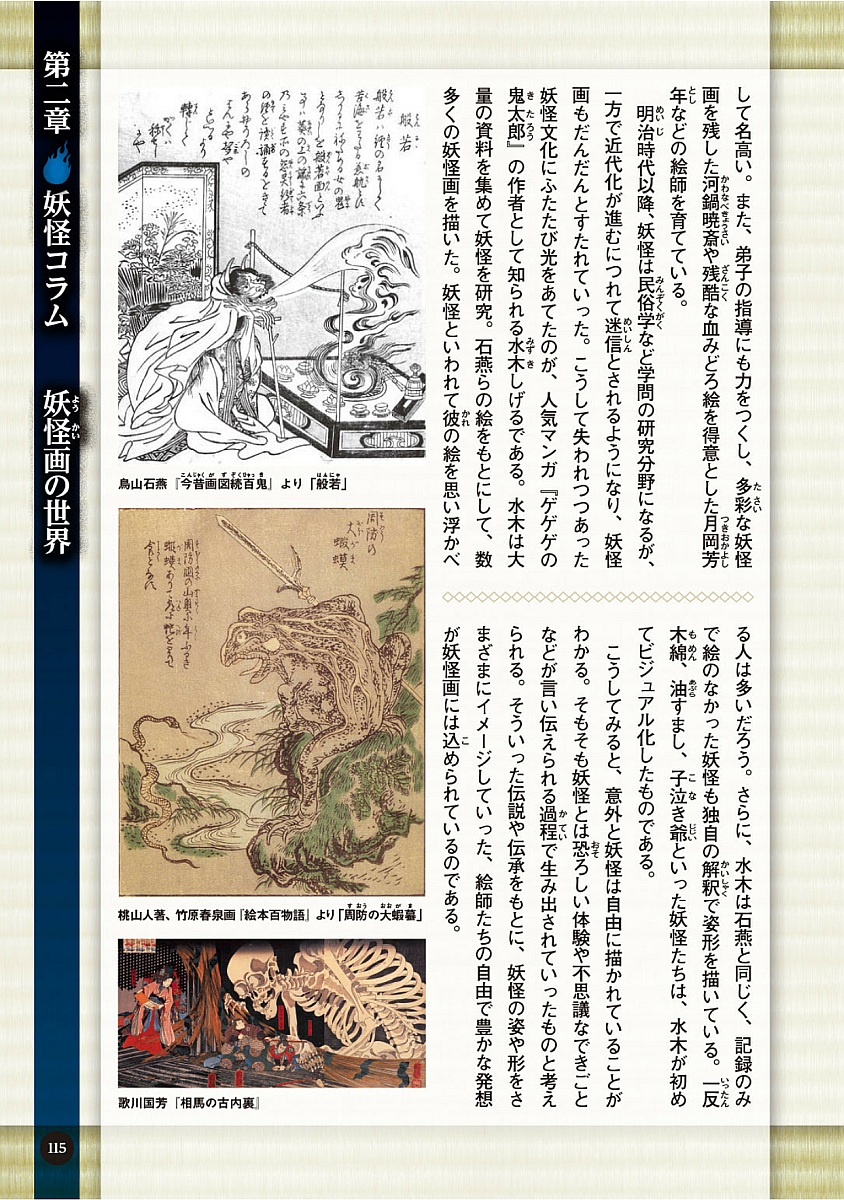 第二章 妖怪コラム 妖怪画の世界
して名高い。また、弟子の指導にも力をつくし、多彩な妖怪
画を残した河鍋暁斎や残酷な血みどろ絵を得意とした月岡芳
年などの絵師を育てている。
明治時代以降、妖怪は民俗学など学問の研究分野になるが、
一方で近代化が進むにつれて迷信とされるようになり、妖怪
画もだんだんとすたれていった。こうして失われつつあった
妖怪文化にふたたび光をあてたのが、人気マンガ『ゲゲゲの
鬼太郎』の作者として知られる水木しげるである。水木は大
量の資料を集めて妖怪を研究。石燕らの絵をもとにして、数
多くの妖怪画を描いた。妖怪といわれて彼の絵を思い浮かべ
る人は多いだろう。さらに、水木は石燕と同じく、記録のみ
で絵のなかった妖怪も独自の解釈で姿形を描いている。一反
木綿、油すまし、子泣き爺といった妖怪たちは、水木が初め
てビジュアル化したものである。
こうしてみると、意外と妖怪は自由に描かれていることが
わかる。そもそも妖怪とは恐ろしい体験や不思議なできごと
などが言い伝えられる過程で生み出されていったものと考え
られる。そういった伝説や伝承をもとに、妖怪の姿や形をさ
まざまにイメージしていった、絵師たちの自由で豊かな発想
が妖怪画には込められているのである。
般若
般若ハ経の名にして
鳥山石燕『今昔画図続百鬼』より「般若」
周防の
大蝦蟆
周防国の山奥に年ふるき
桃山人著、竹原春泉画『絵本百物語』より「周防の大蝦蟇」
歌川国芳『相馬の古内裏』
115